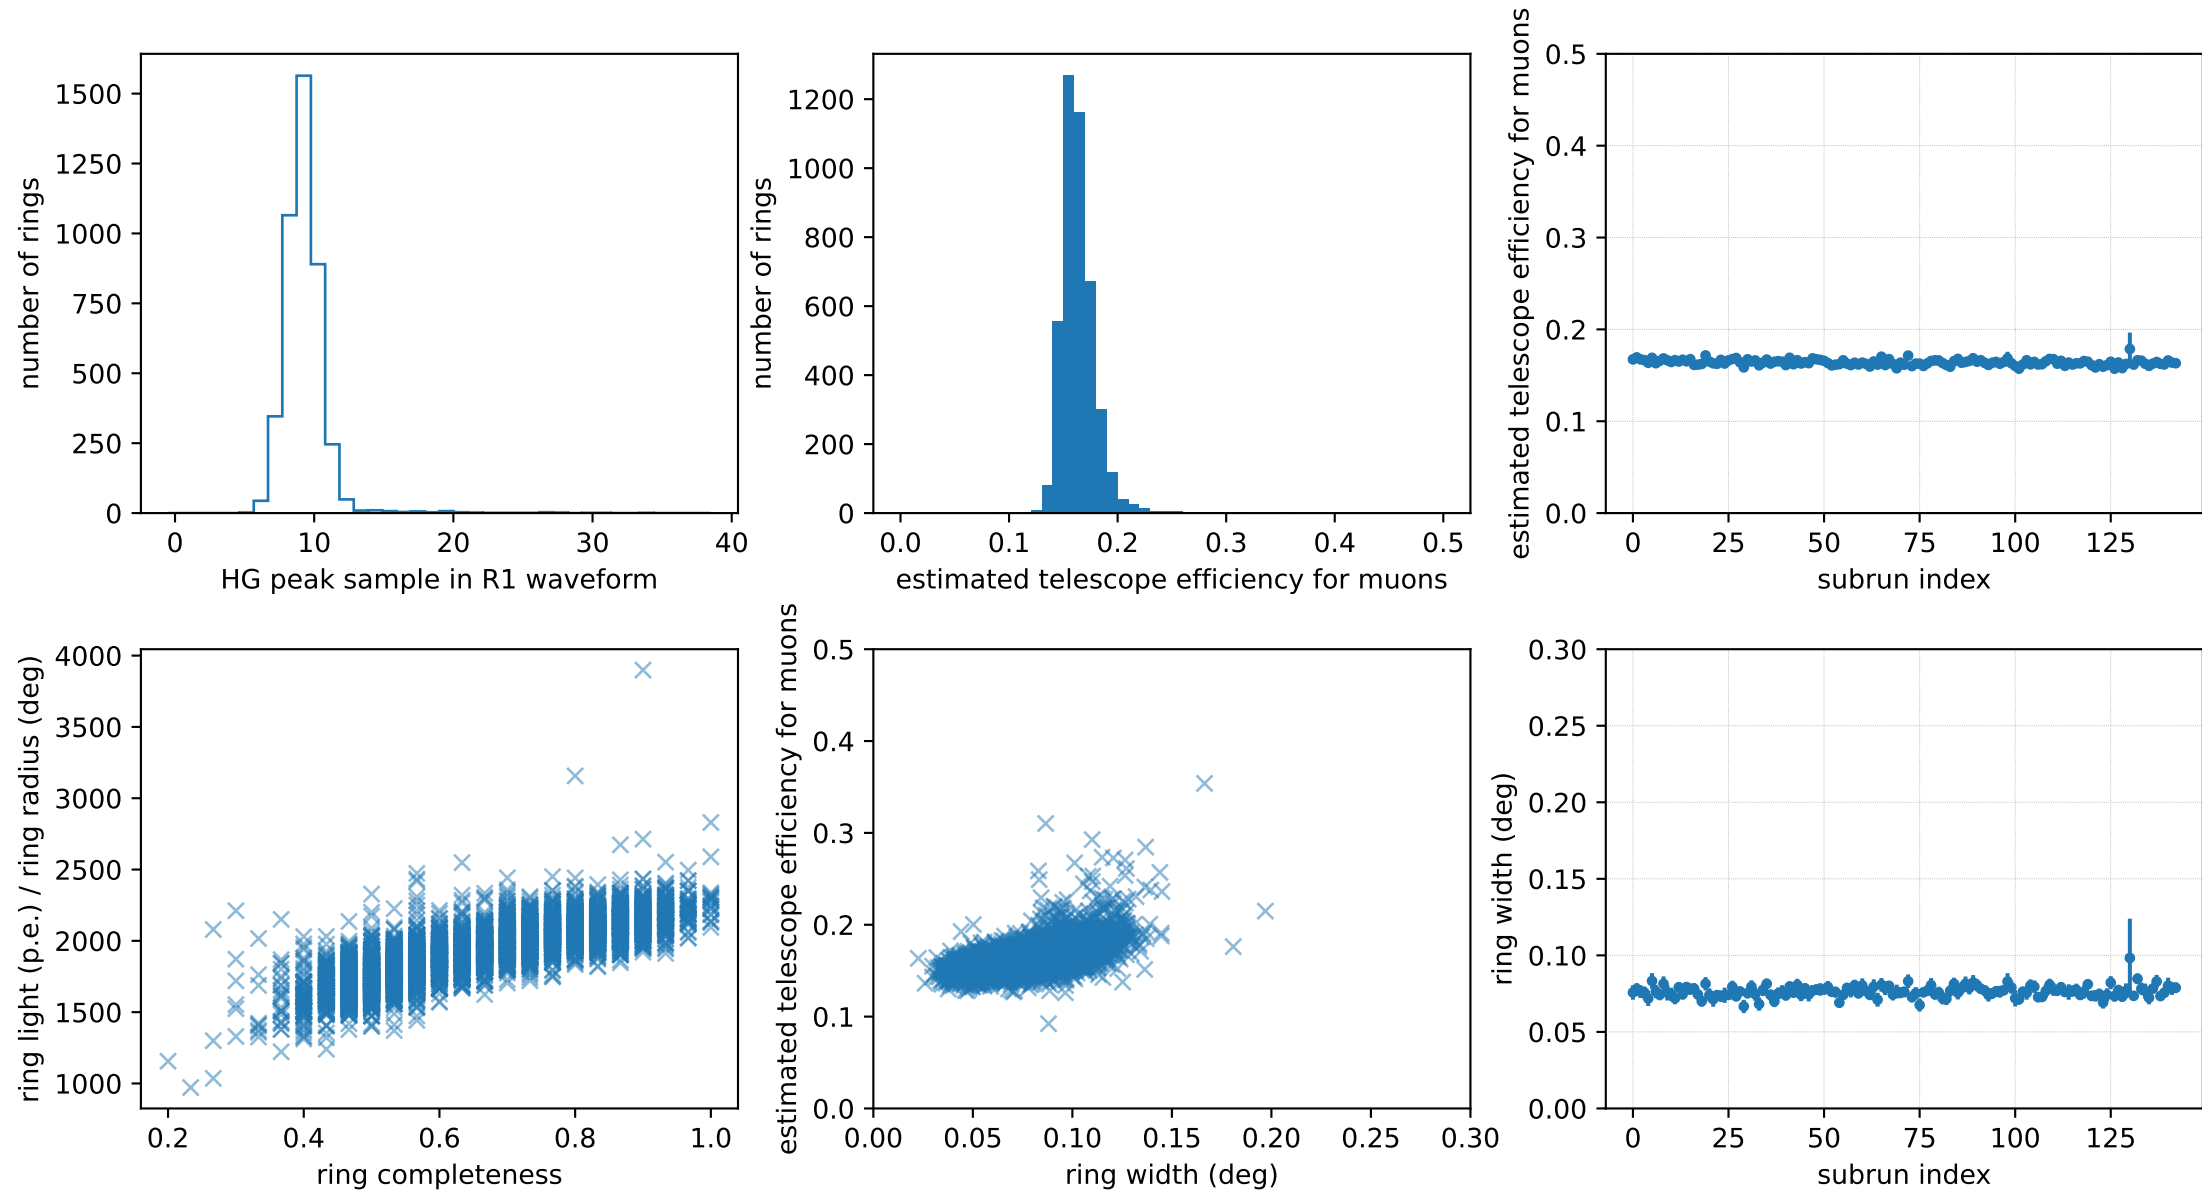 number of rings
1500
1250
1000
750
500
250
0
0 10 20 30 40
HG peak sample in R1 waveform
number of rings
1200
1000
800
600
400
200
0
0.0 0.1 0.2 0.3 0.4 0.5
estimated telescope efficiency for muons
estimated telescope efficiency for muons
0.5
0.4
0.3
0.2
0.1
0.0
0 25 50 75 100 125
subrun index
ring light (p.e.) / ring radius (deg)
4000
3500
3000
2500
2000
1500
1000
0.2 0.4 0.6 0.8 1.0
ring completeness
estimated telescope efficiency for muons
0.5
0.4
0.3
0.2
0.1
0.0
0.00 0.05 0.10 0.15 0.20 0.25 0.30
ring width (deg)
ring width (deg)
0.30
0.25
0.20
0.15
0.10
0.05
0.00
0 25 50 75 100 125
subrun index